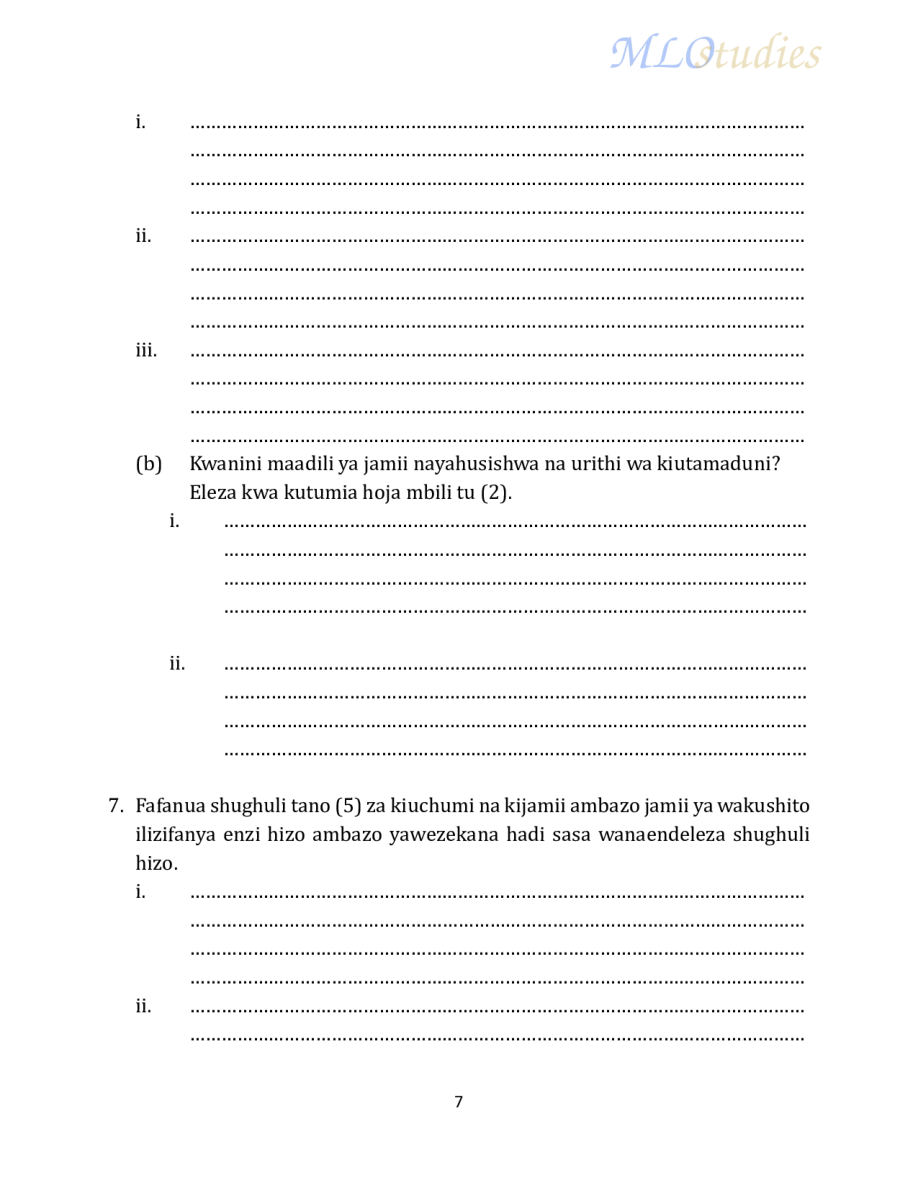 MLOstudies
i. ................................................................................
................................................................................
................................................................................
................................................................................
ii. ................................................................................
................................................................................
................................................................................
................................................................................
iii. ................................................................................
................................................................................
................................................................................
................................................................................
(b) Kwanini maadili ya jamii nayahusishwa na urithi wa kiutamaduni?
Eleza kwa kutumia hoja mbili tu (2).
i. ................................................................................
................................................................................
................................................................................
................................................................................
ii. ................................................................................
................................................................................
................................................................................
................................................................................
7. Fafanua shughuli tano (5) za kiuchumi na kijamii ambazo jamii ya wakushito
ilizifanya enzi hizo ambazo yawezekana hadi sasa wanaendeleza shughuli
hizo.
i. ................................................................................
................................................................................
................................................................................
................................................................................
ii. ................................................................................
................................................................................
7